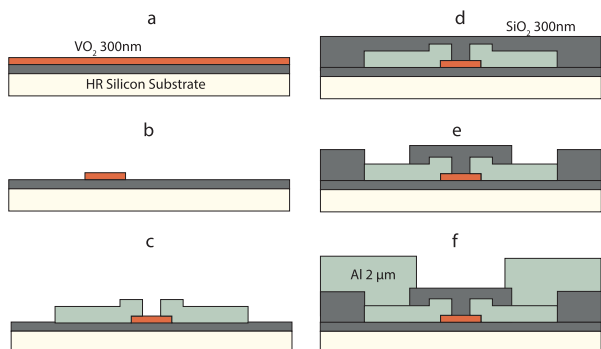 a
VO₂ 300nm
HR Silicon Substrate
b
c
d
SiO₂ 300nm
e
f
Al 2 μm